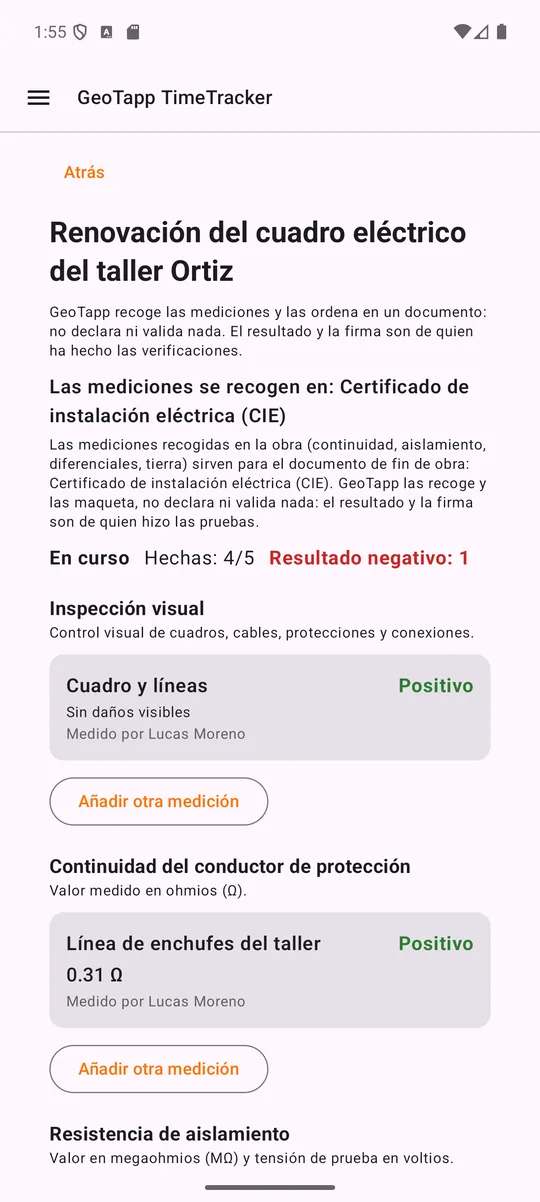 1:55
GeoTapp TimeTracker
Atrás
Renovación del cuadro eléctrico
del taller Ortiz
GeoTapp recoge las mediciones y las ordena en un documento:
no declara ni valida nada. El resultado y la firma son de quien
ha hecho las verificaciones.
Las mediciones se recogen en: Certificado de
instalación eléctrica (CIE)
Las mediciones recogidas en la obra (continuidad, aislamiento,
diferenciales, tierra) sirven para el documento de fin de obra:
Certificado de instalación eléctrica (CIE). GeoTapp las recoge y
las maqueta, no declara ni valida nada: el resultado y la firma
son de quien hizo las pruebas.
En curso Hechas: 4/5 Resultado negativo: 1
Inspección visual
Control visual de cuadros, cables, protecciones y conexiones.
Cuadro y líneas Positivo
Sin daños visibles
Medido por Lucas Moreno
Añadir otra medición
Continuidad del conductor de protección
Valor medido en ohmios (Ω).
Línea de enchufes del taller Positivo
0.31 Ω
Medido por Lucas Moreno
Añadir otra medición
Resistencia de aislamiento
Valor en megaohmios (MΩ) y tensión de prueba en voltios.